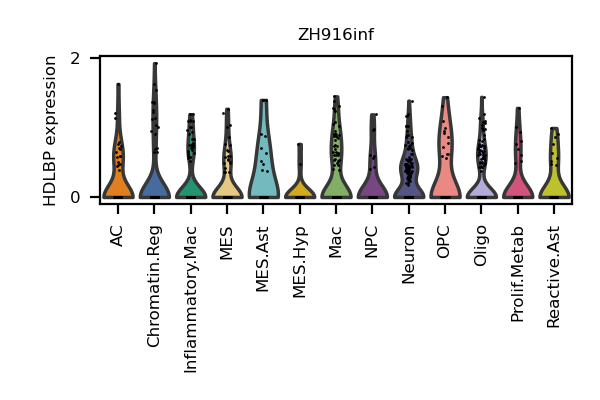 ZH916inf
HDLBP expression
2
0
AC
Chromatin.Reg
Inflammatory.Mac
MES
MES.Ast
MES.Hyp
Mac
NPC
Neuron
OPC
Oligo
Prolif.Metab
Reactive.Ast